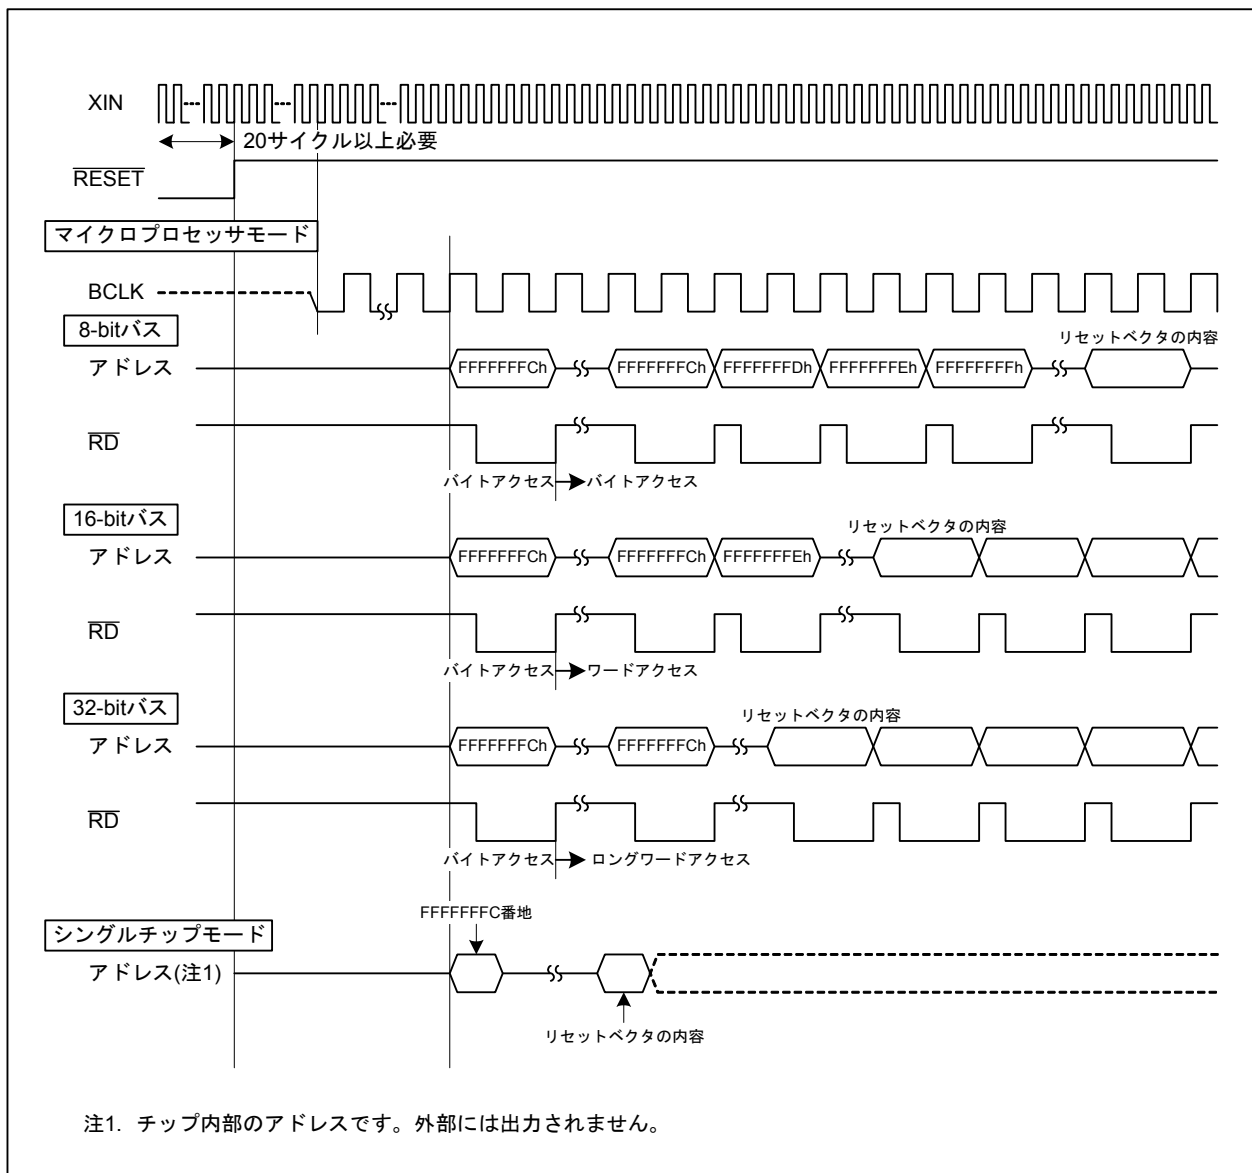 XIN
20サイクル以上必要
RESET
マイクロプロセッサモード
BCLK
8-bitバス
リセットベクタの内容
アドレス
FFFFFFFCh
FFFFFFFCh
FFFFFFFDh
FFFFFFFEh
FFFFFFFFh
RD
バイトアクセス
バイトアクセス
16-bitバス
リセットベクタの内容
アドレス
FFFFFFFCh
FFFFFFFCh
FFFFFFFEh
RD
バイトアクセス
ワードアクセス
32-bitバス
リセットベクタの内容
アドレス
FFFFFFFCh
FFFFFFFCh
RD
バイトアクセス
ロングワードアクセス
FFFFFFFC番地
シングルチップモード
アドレス(注1)
リセットベクタの内容
注1. チップ内部のアドレスです。外部には出力されません。